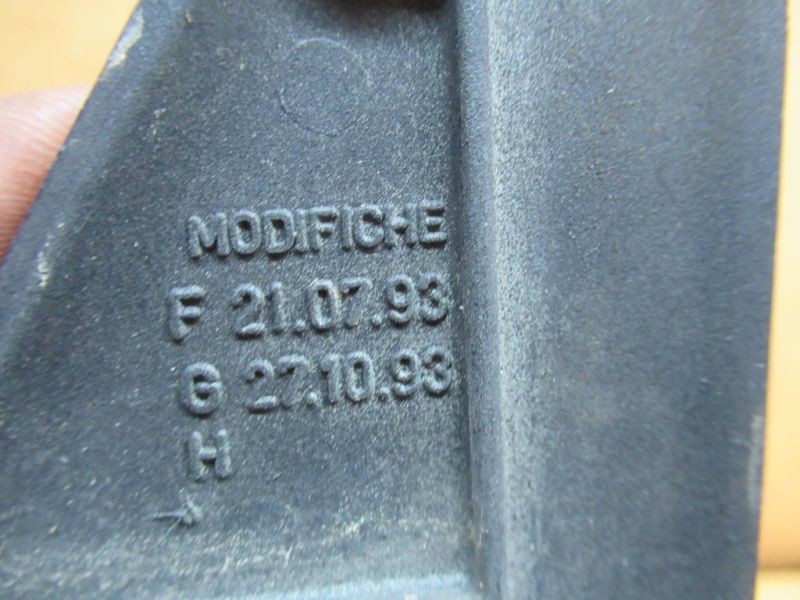 MODIFICHE
F 21.07.93
G 27.10.93
H